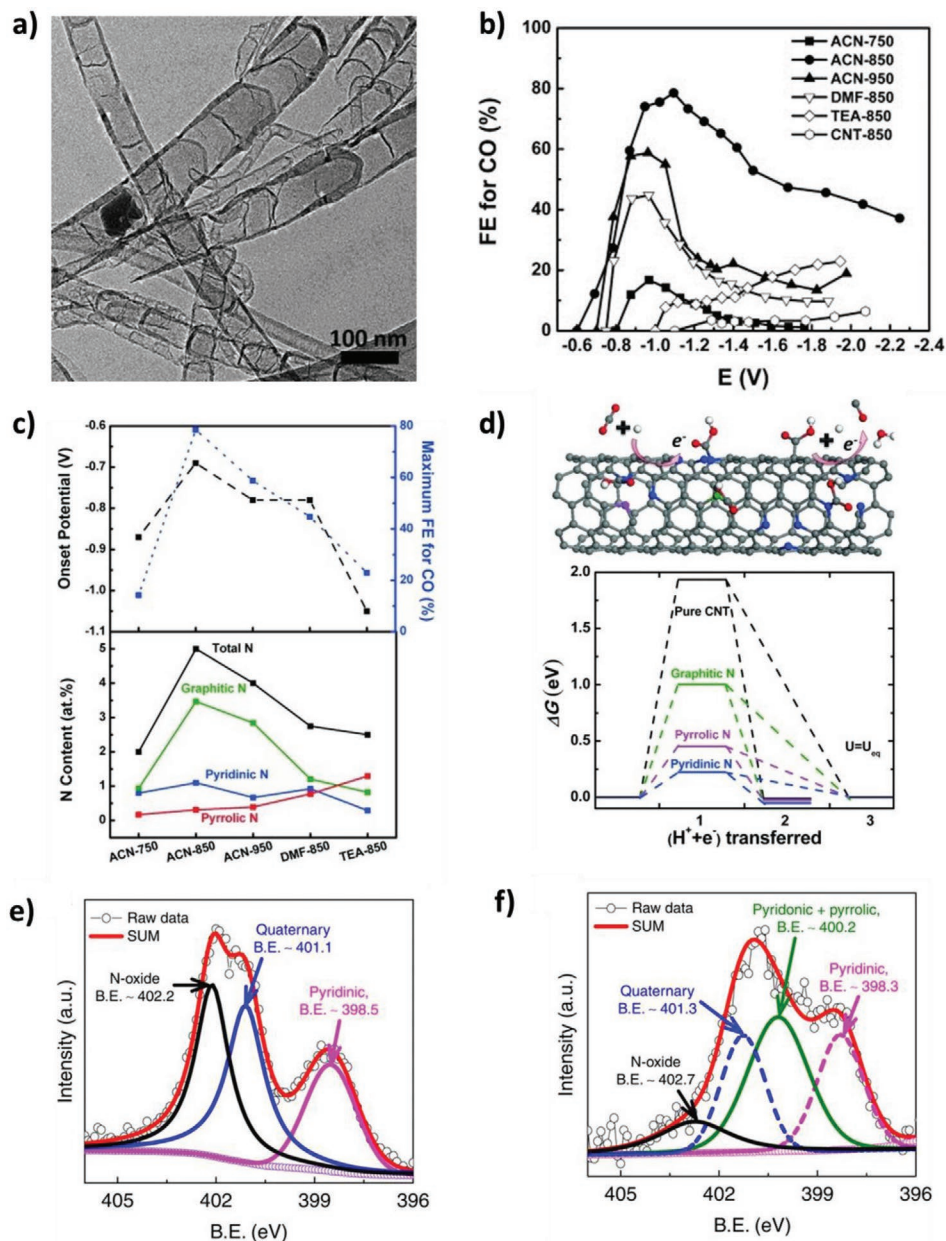 a)
100 nm
b)
FE for CO (%)
100
80
60
40
20
0
ACN-750
ACN-850
ACN-950
DMF-850
TEA-850
CNT-850
-0.6 -0.8 -1.0 -1.2 -1.4 -1.6 -1.8 -2.0 -2.2 -2.4
E (V)
c)
Onset Potential (V)
-0.6
-0.7
-0.8
-0.9
-1.0
-1.1
Maximum FE for CO (%)
80
60
40
20
0
N Content (at.%)
5
4
3
2
1
0
Total N
Graphitic N
Pyridinic N
Pyrrolic N
ACN-750 ACN-850 ACN-950 DMF-850 TEA-850
d)
+ e- + e-
ΔG (eV)
2.0
1.5
1.0
0.5
0.0
Pure CNT
Graphitic N
Pyrrolic N
Pyridinic N
U=Ueq
1 2 3
(H+ +e-) transferred
e)
Raw data
SUM
Quaternary
B.E. ~ 401.1
N-oxide
B.E. ~ 402.2
Pyridinic,
B.E. ~ 398.5
Intensity (a.u.)
405 402 399 396
B.E. (eV)
f)
Raw data
SUM
Pyridonic + pyrrolic,
B.E. ~ 400.2
Quaternary
B.E. ~ 401.3
Pyridinic,
B.E. ~ 398.3
N-oxide
B.E. ~ 402.7
Intensity (a.u.)
405 402 399 396
B.E. (eV)